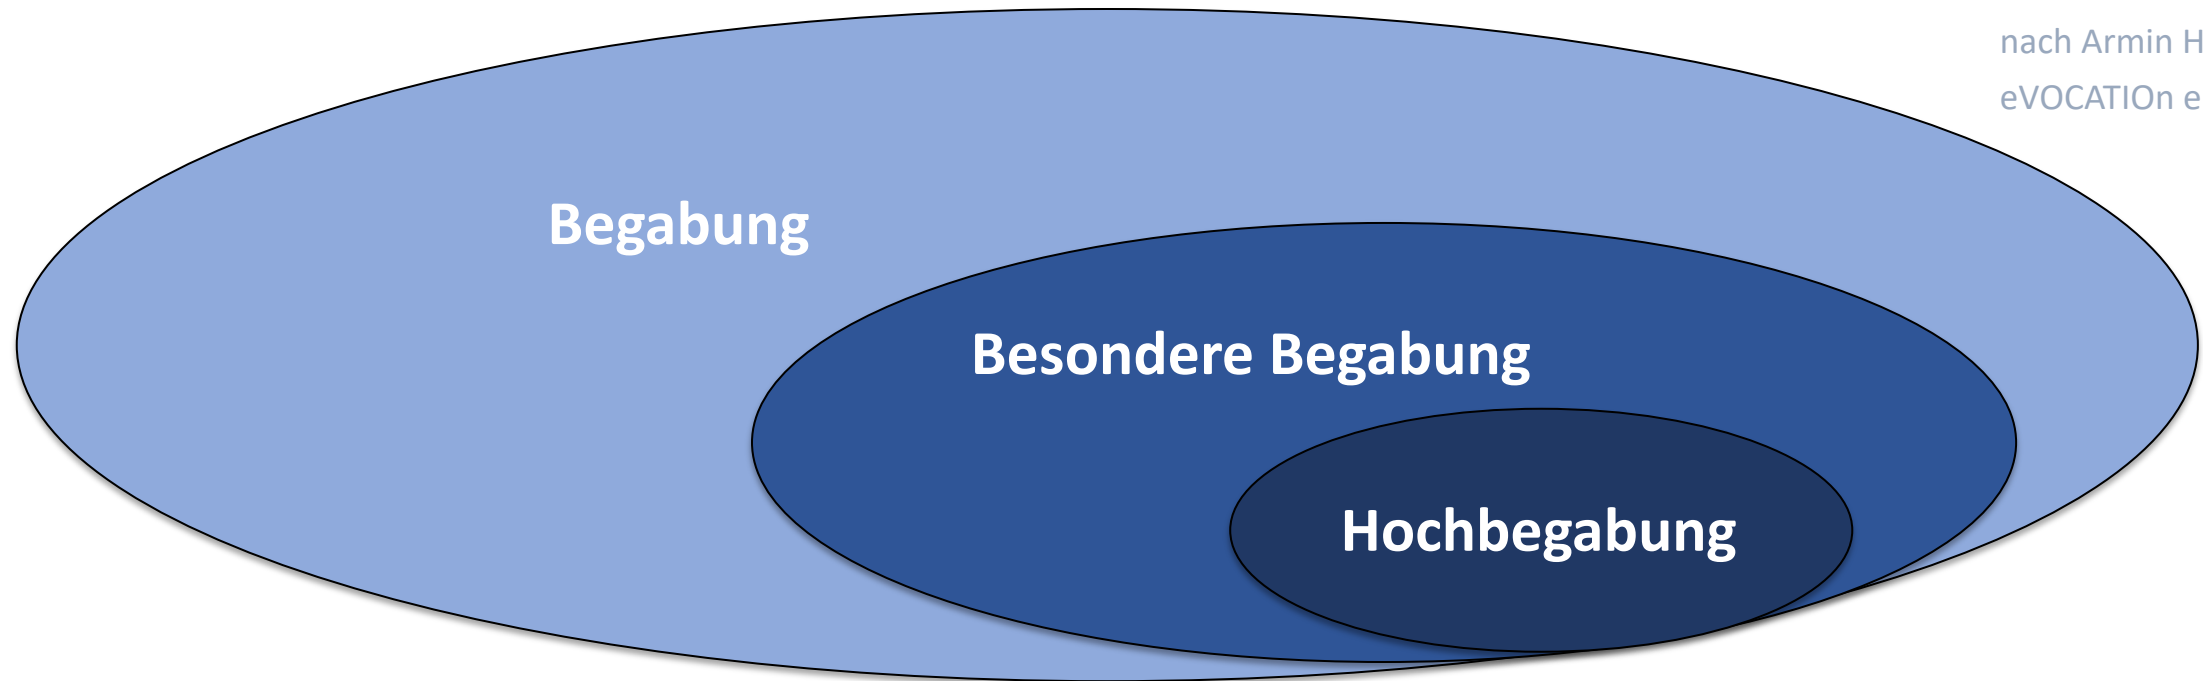 nach Armin H
eVOCATIOn e
Begabung
Besondere Begabung
Hochbegabung